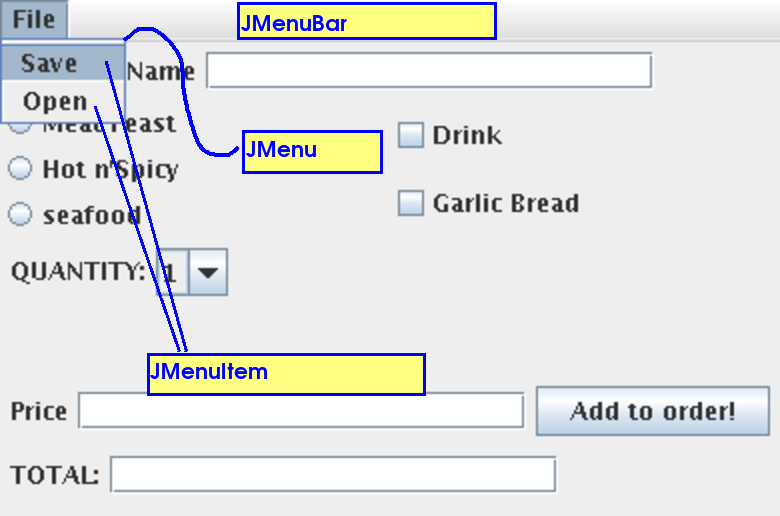 File
JMenuBar
Save
Name
Open
Meat Feast
JMenu
Drink
Hot n'Spicy
seafood
Garlic Bread
QUANTITY: 1
JMenuItem
Price
Add to order!
TOTAL: